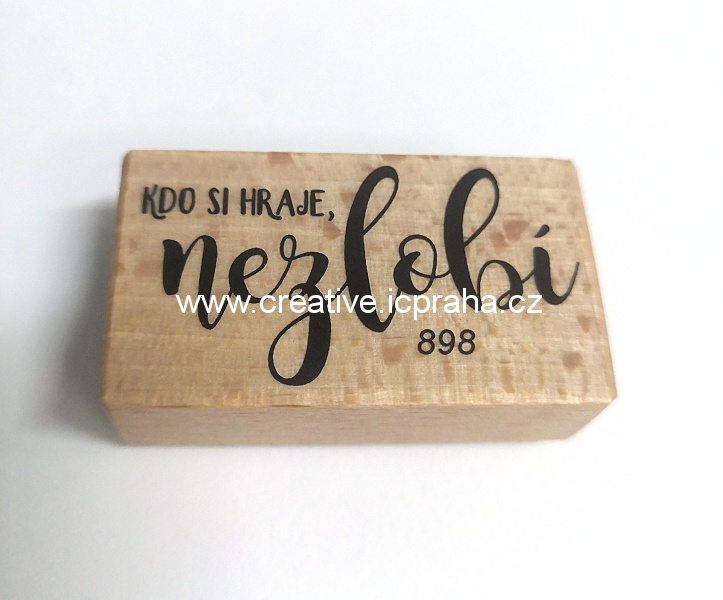 KDO SI HRAJE,
nezlobí
www.creative.icpraha.cz
898